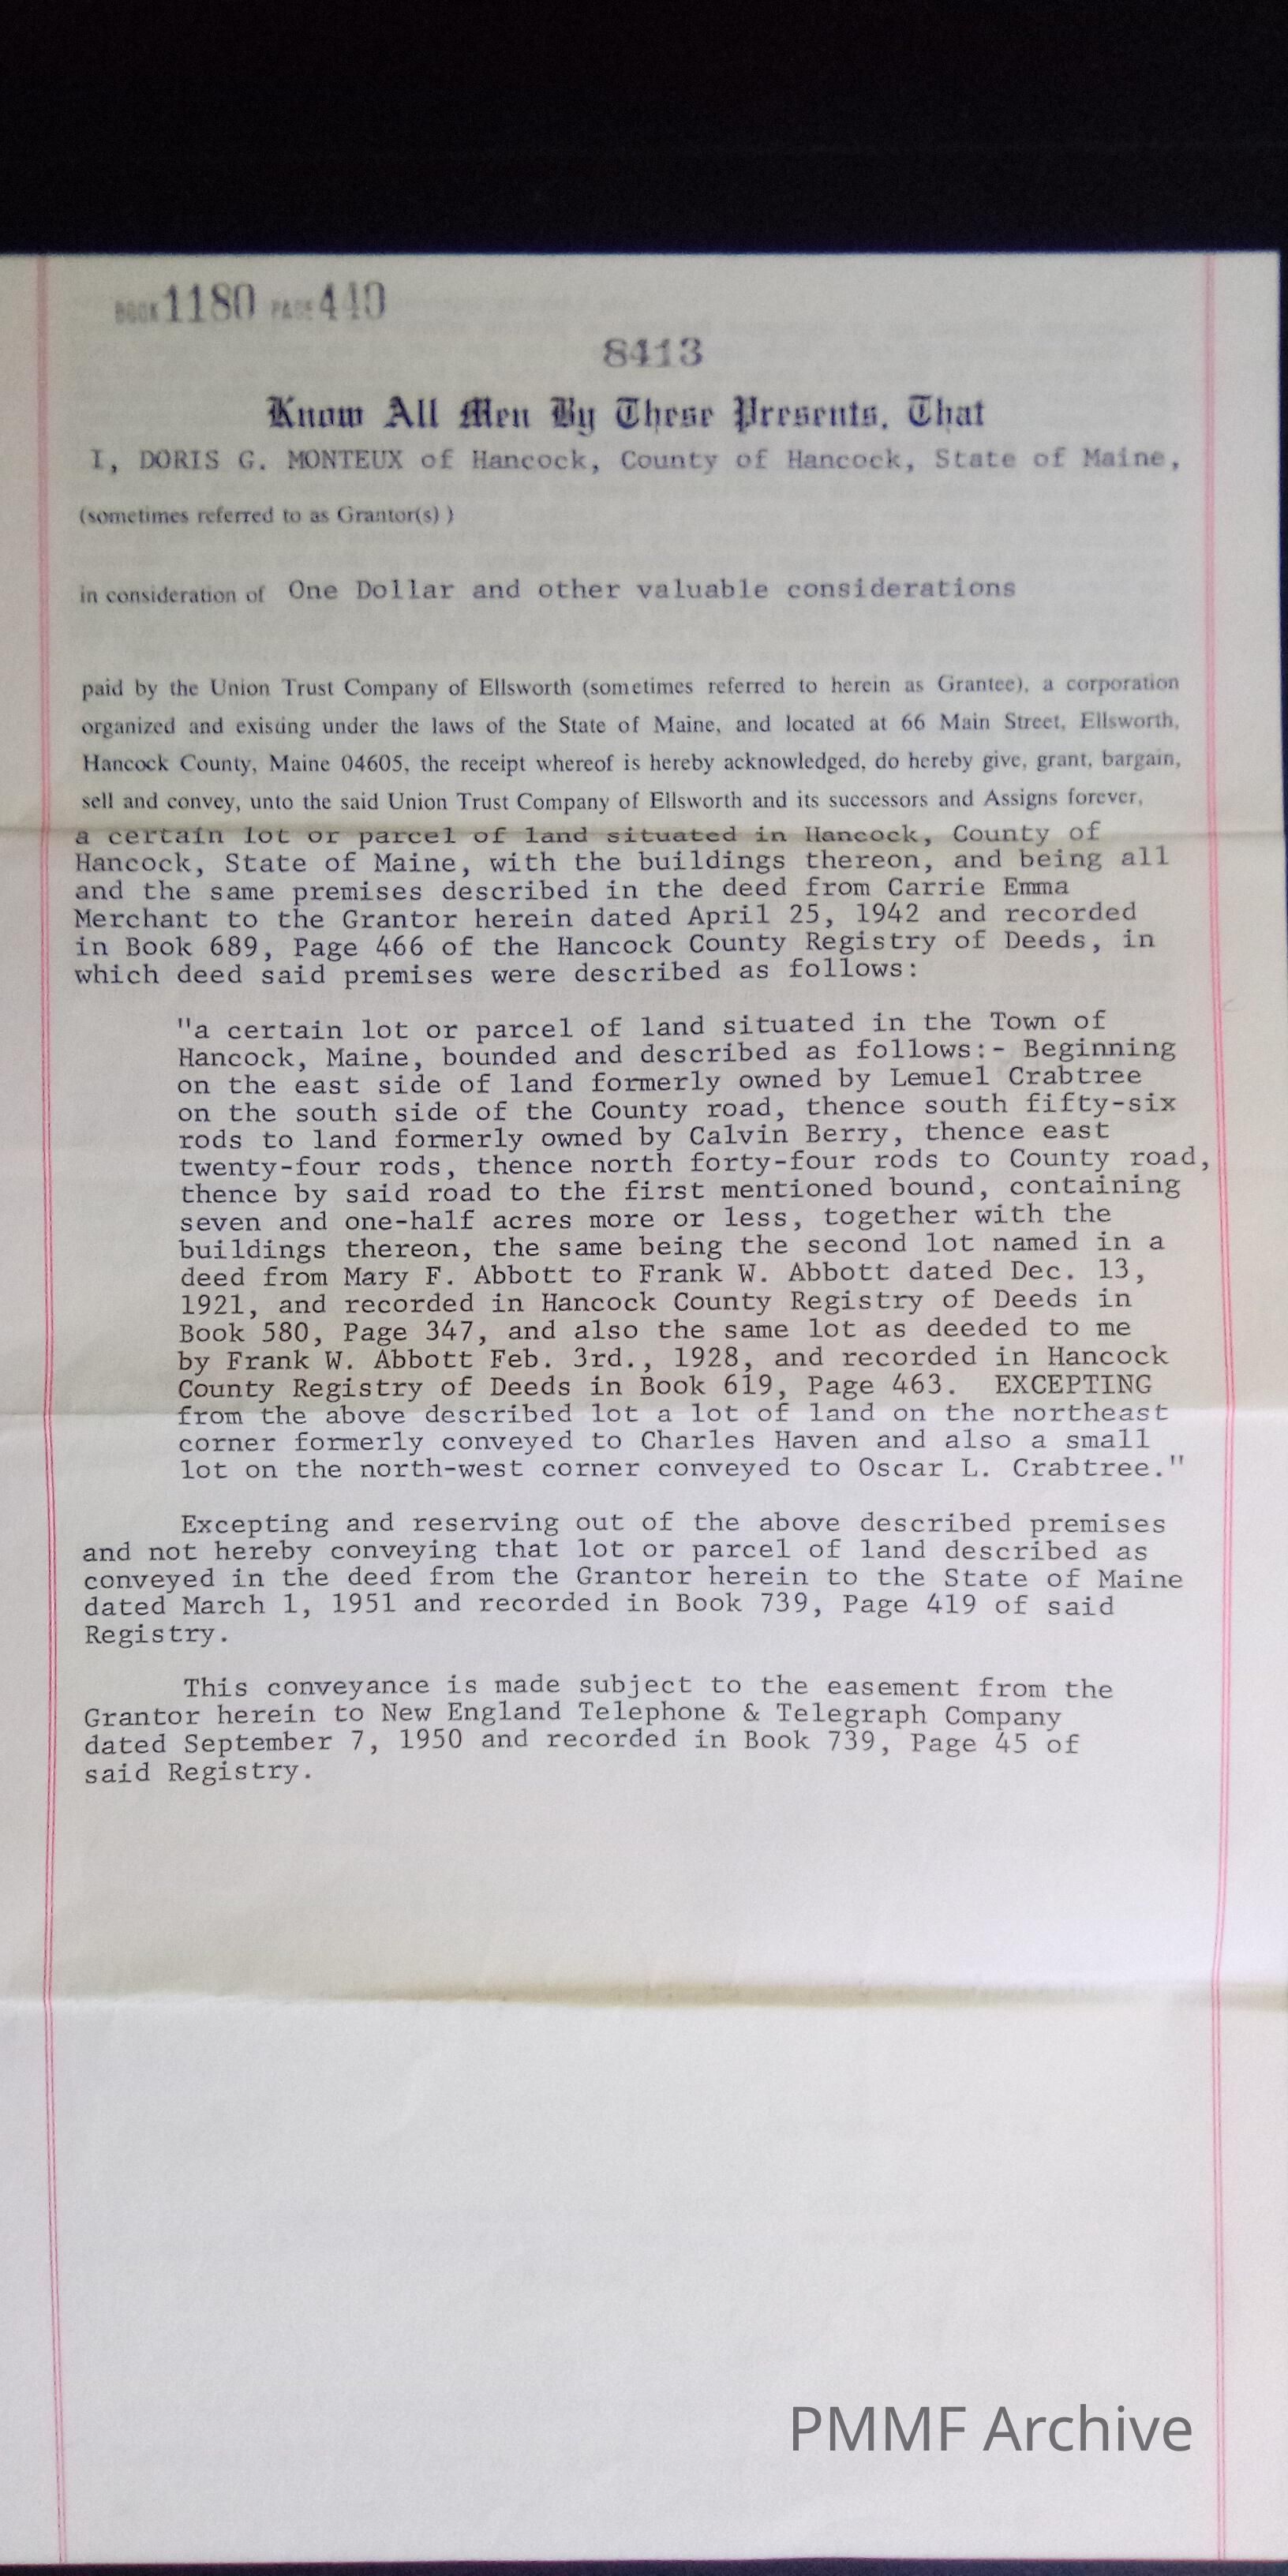 BOOK 1180 PAGE 440
8413
Know All Men By These Presents, That
I, DORIS G. MONTEUX of Hancock, County of Hancock, State of Maine,
(sometimes referred to as Grantor(s) )
in consideration of One Dollar and other valuable considerations
paid by the Union Trust Company of Ellsworth (sometimes referred to herein as Grantee), a corporation
organized and existing under the laws of the State of Maine, and located at 66 Main Street, Ellsworth,
Hancock County, Maine 04605, the receipt whereof is hereby acknowledged, do hereby give, grant, bargain,
sell and convey, unto the said Union Trust Company of Ellsworth and its successors and Assigns forever,
a certain lot or parcel of land situated in Hancock, County of
Hancock, State of Maine, with the buildings thereon, and being all
and the same premises described in the deed from Carrie Emma
Merchant to the Grantor herein dated April 25, 1942 and recorded
in Book 689, Page 466 of the Hancock County Registry of Deeds, in
which deed said premises were described as follows:
"a certain lot or parcel of land situated in the Town of
Hancock, Maine, bounded and described as follows:- Beginning
on the east side of land formerly owned by Lemuel Crabtree
on the south side of the County road, thence south fifty-six
rods to land formerly owned by Calvin Berry, thence east
twenty-four rods, thence north forty-four rods to County road,
thence by said road to the first mentioned bound, containing
seven and one-half acres more or less, together with the
buildings thereon, the same being the second lot named in a
deed from Mary F. Abbott to Frank W. Abbott dated Dec. 13,
1921, and recorded in Hancock County Registry of Deeds in
Book 580, Page 347, and also the same lot as deeded to me
by Frank W. Abbott Feb. 3rd., 1928, and recorded in Hancock
County Registry of Deeds in Book 619, Page 463. EXCEPTING
from the above described lot a lot of land on the northeast
corner formerly conveyed to Charles Haven and also a small
lot on the north-west corner conveyed to Oscar L. Crabtree."
Excepting and reserving out of the above described premises
and not hereby conveying that lot or parcel of land described as
conveyed in the deed from the Grantor herein to the State of Maine
dated March 1, 1951 and recorded in Book 739, Page 419 of said
Registry.
This conveyance is made subject to the easement from the
Grantor herein to New England Telephone & Telegraph Company
dated September 7, 1950 and recorded in Book 739, Page 45 of
said Registry.
PMMF Archive